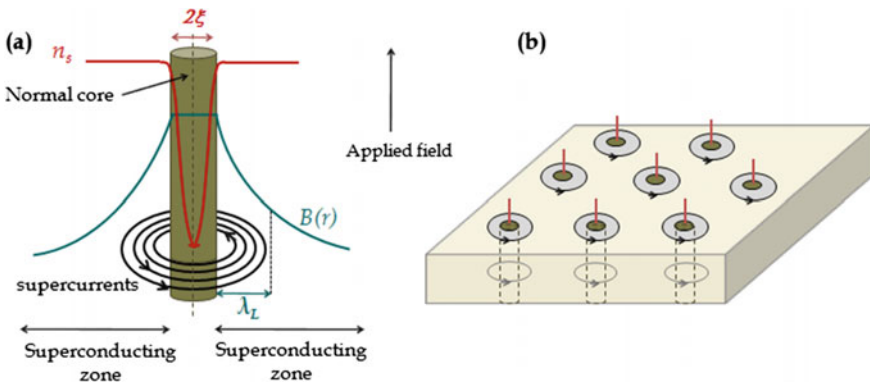 (a)
2ξ
n_s
Normal core
Applied field
B(r)
supercurrents
λ_L
Superconducting
zone
Superconducting
zone
(b)